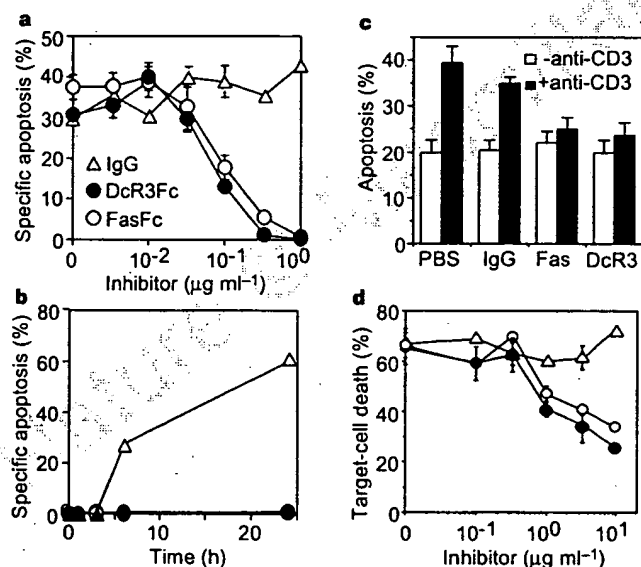 a
Specific apoptosis (%)
50
40
30
20
10
0
IgG
DcR3Fc
FasFc
0 10-2 10-1 100
Inhibitor (µg ml–1)
b
Specific apoptosis (%)
80
60
40
20
0
0 10 20
Time (h)
c
Apoptosis (%)
40
30
20
10
0
-anti-CD3
+anti-CD3
PBS IgG Fas DcR3
d
Target-cell death (%)
80
60
40
20
0
0 10-1 100 101
Inhibitor (µg ml–1)